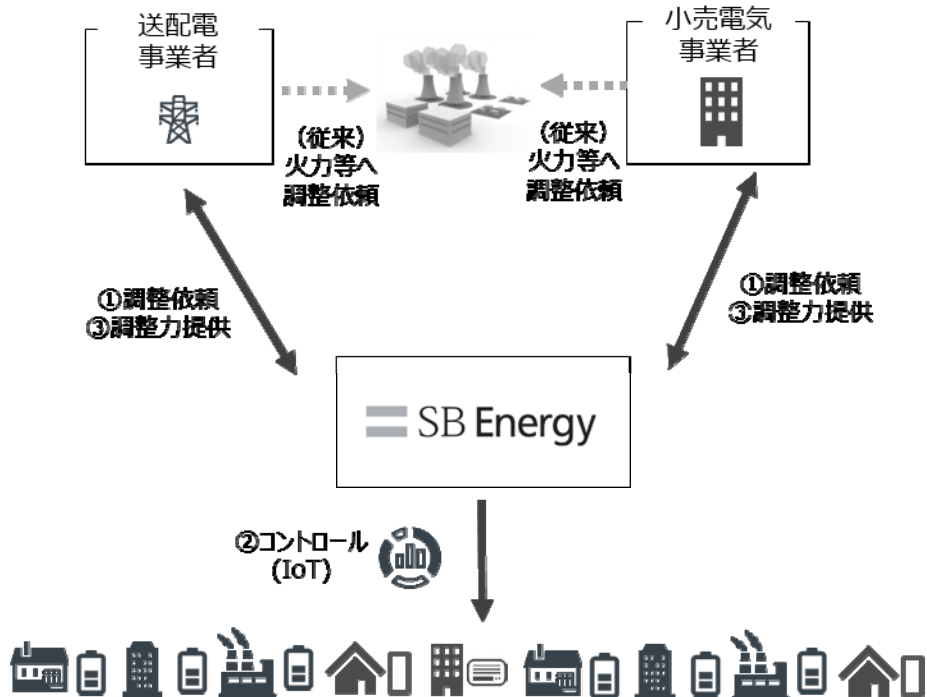 送配電
事業者
小売電気
事業者
(従来)
火力等へ
調整依頼
(従来)
火力等へ
調整依頼
①調整依頼
③調整力提供
①調整依頼
③調整力提供
SB Energy
②コントロール
(IoT)